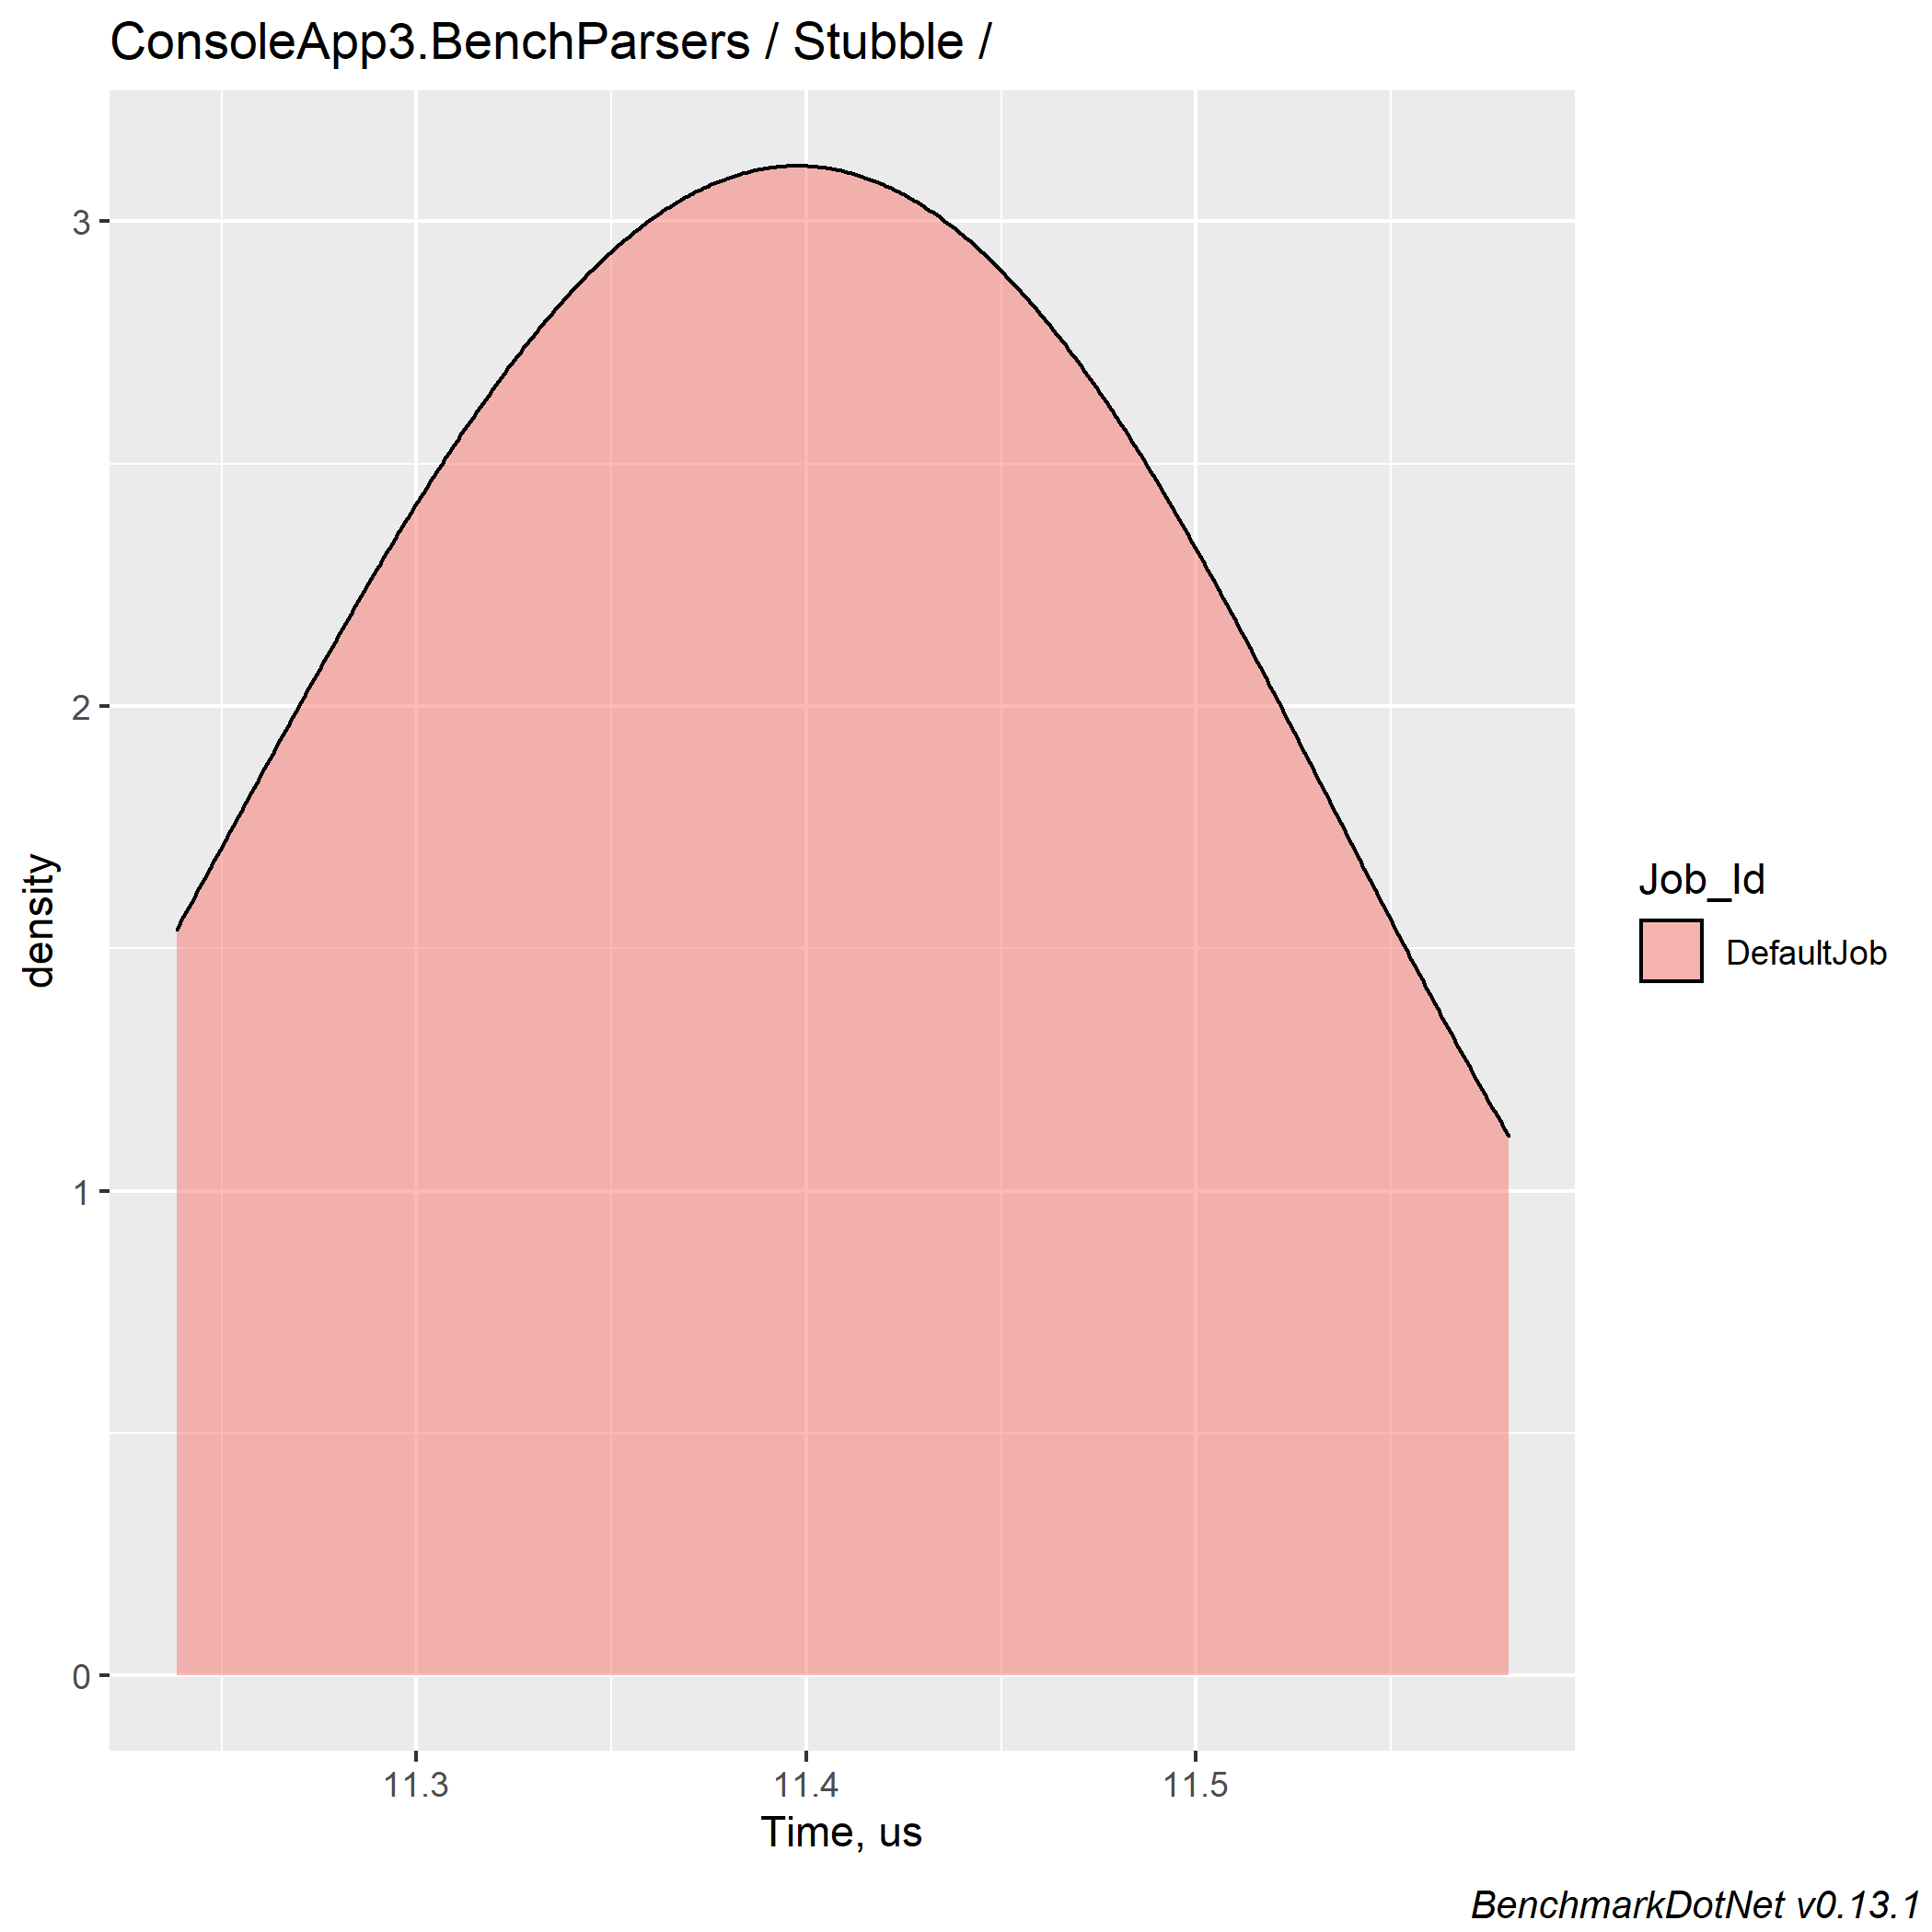 ConsoleApp3.BenchParsers / Stubble /
3
2
1
0
density
11.3 11.4 11.5
Time, us
Job_Id
DefaultJob
BenchmarkDotNet v0.13.1